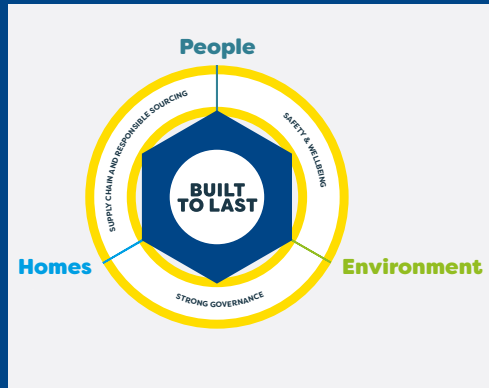 People
SUPPLY CHAIN AND RESPONSIBLE SOURCING
SAFETY & WELLBEING
BUILT
TO LAST
Homes
Environment
STRONG GOVERNANCE